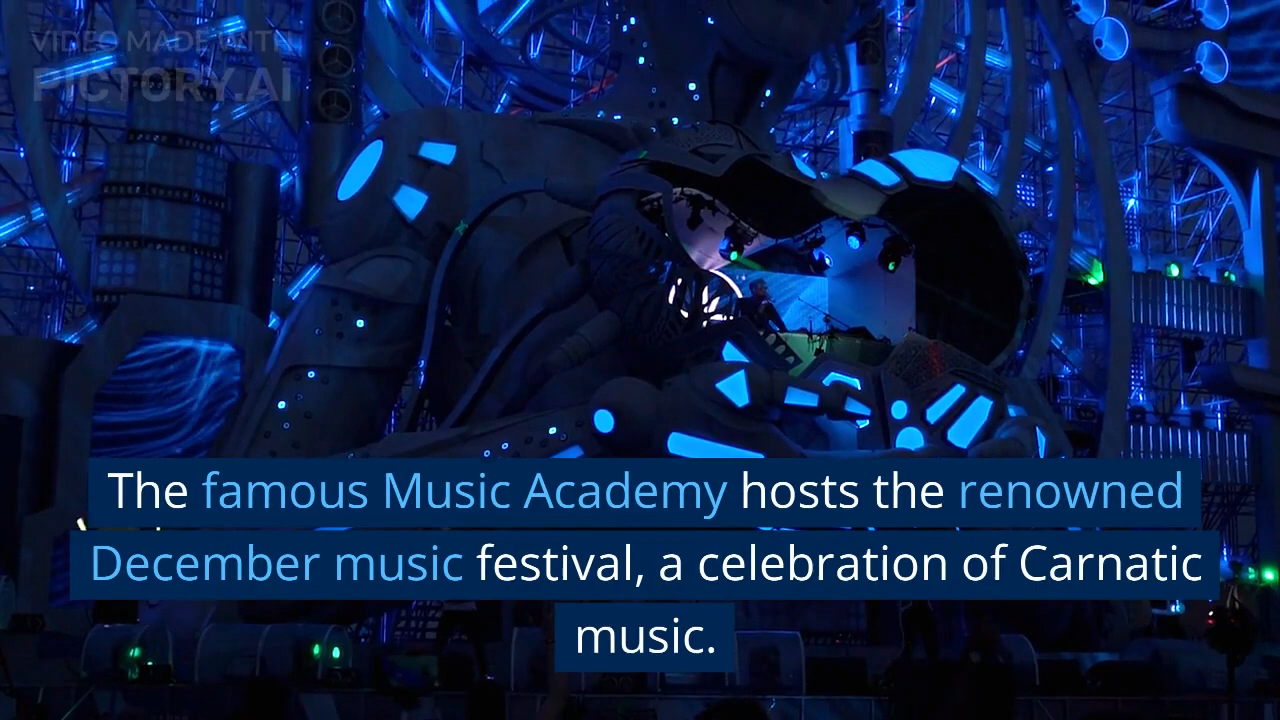 VIDEO MADE WITH
PICTORY.AI
The famous Music Academy hosts the renowned
December music festival, a celebration of Carnatic
music.